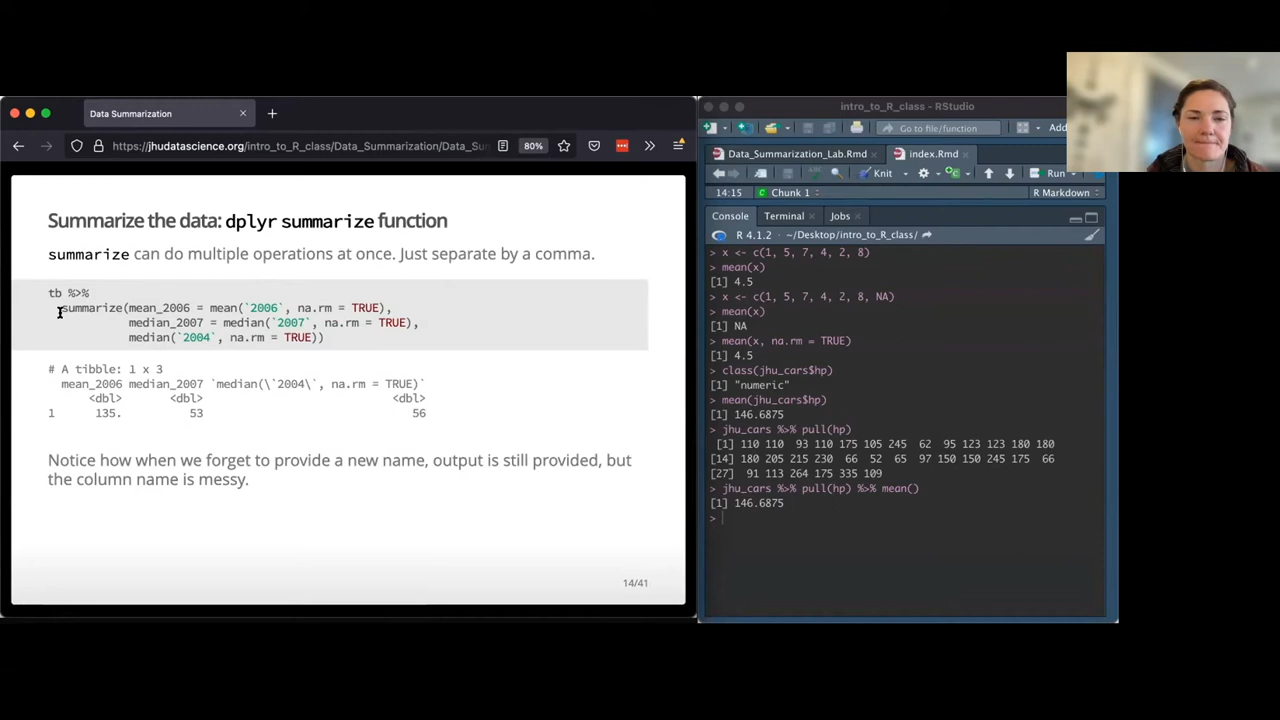 Data Summarization
https://jhudatascience.org/intro_to_R_class/Data_Summarization/Data_Su
80%
Summarize the data: dplyr summarize function
summarize can do multiple operations at once. Just separate by a comma.
tb %>%
summarize(mean_2006 = mean(`2006`, na.rm = TRUE),
median_2007 = median(`2007`, na.rm = TRUE),
median(`2004`, na.rm = TRUE))
# A tibble: 1 x 3
mean_2006 median_2007 `median(\`2004\`, na.rm = TRUE)`
<dbl> <dbl> <dbl>
1 135. 53 56
Notice how when we forget to provide a new name, output is still provided, but
the column name is messy.
14/41
intro_to_R_class - RStudio
Go to file/function
Add
Data_Summarization_Lab.Rmd
index.Rmd
Knit
Run
14:15
Chunk 1
R Markdown
Console
Terminal
Jobs
R 4.1.2 · ~/Desktop/intro_to_R_class/
> x <- c(1, 5, 7, 4, 2, 8)
> mean(x)
[1] 4.5
> x <- c(1, 5, 7, 4, 2, 8, NA)
> mean(x)
[1] NA
> mean(x, na.rm = TRUE)
[1] 4.5
> class(jhu_cars$hp)
[1] "numeric"
> mean(jhu_cars$hp)
[1] 146.6875
> jhu_cars %>% pull(hp)
[1] 110 110 93 110 175 105 245 62 95 123 123 180 180
[14] 180 205 215 230 66 52 65 97 150 150 245 175 66
[27] 91 113 264 175 335 109
> jhu_cars %>% pull(hp) %>% mean()
[1] 146.6875
>